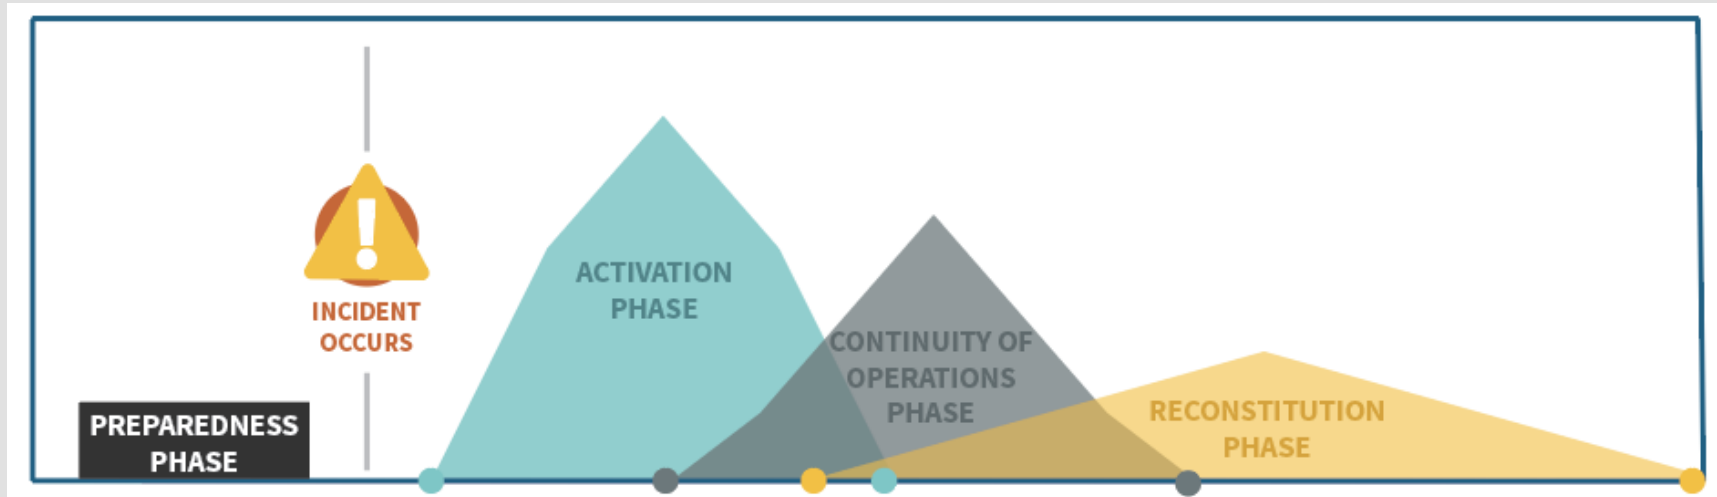 INCIDENT
OCCURS
PREPAREDNESS
PHASE
ACTIVATION
PHASE
CONTINUITY OF
OPERATIONS
PHASE
RECONSTITUTION
PHASE